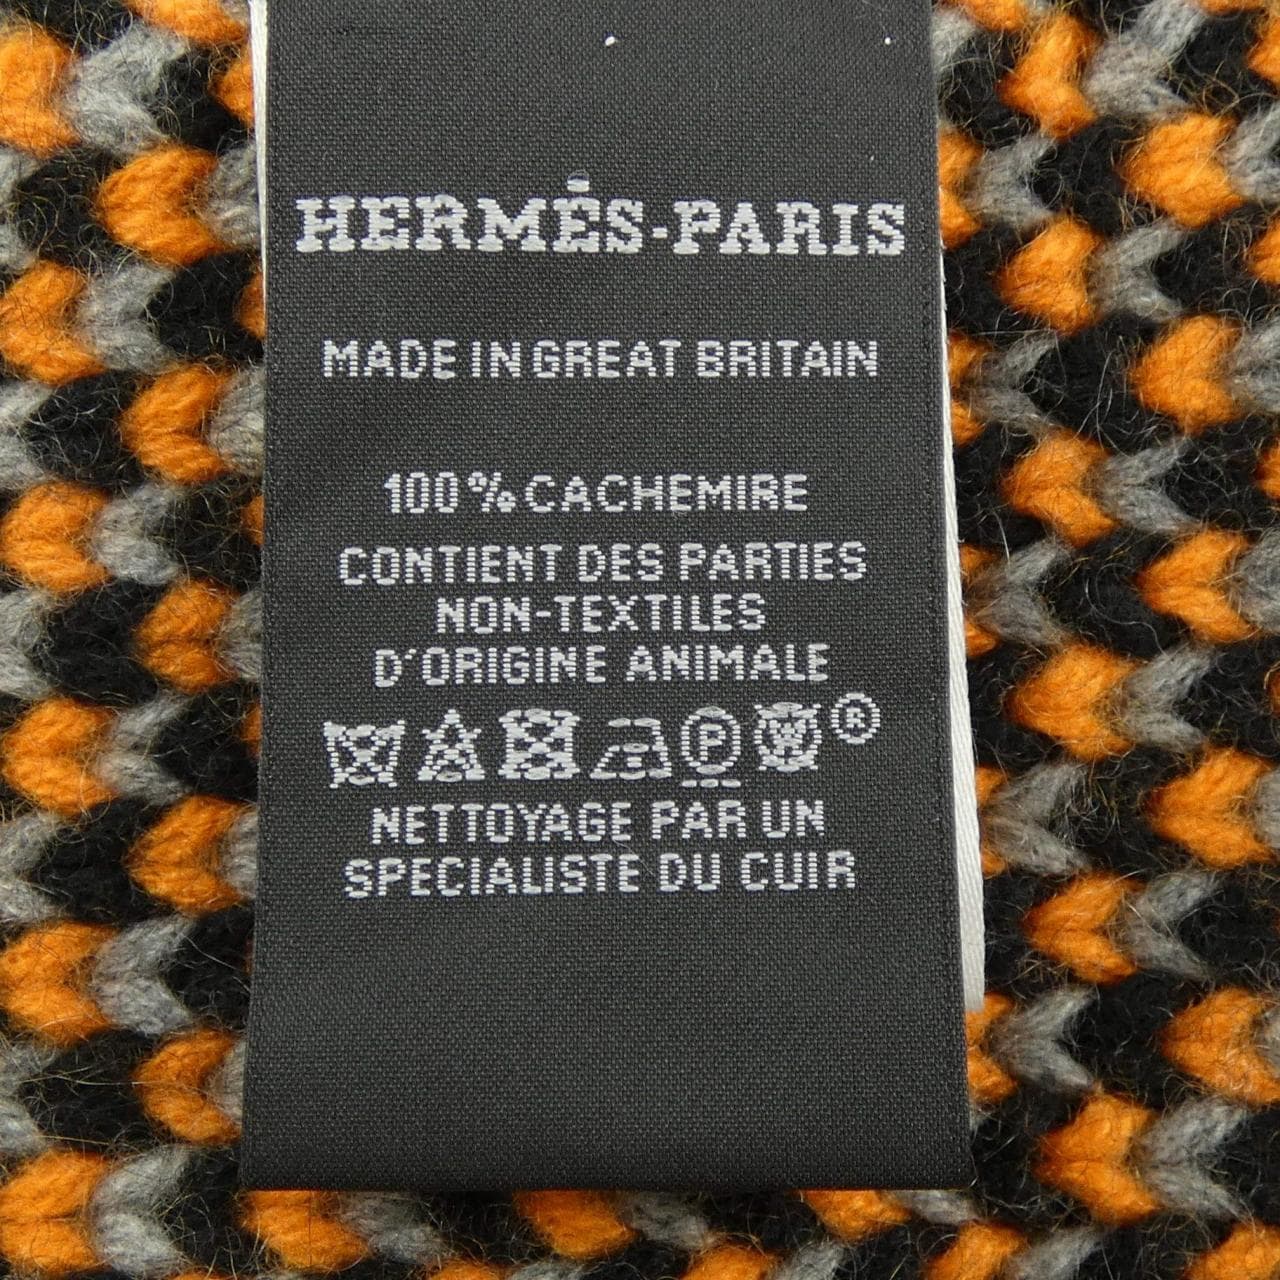 HERMÈS-PARIS
MADE IN GREAT BRITAIN
100% CACHEMIRE
CONTIENT DES PARTIES
NON-TEXTILES
D'ORIGINE ANIMALE
P ®
NETTOYAGE PAR UN
SPECIALISTE DU CUIR